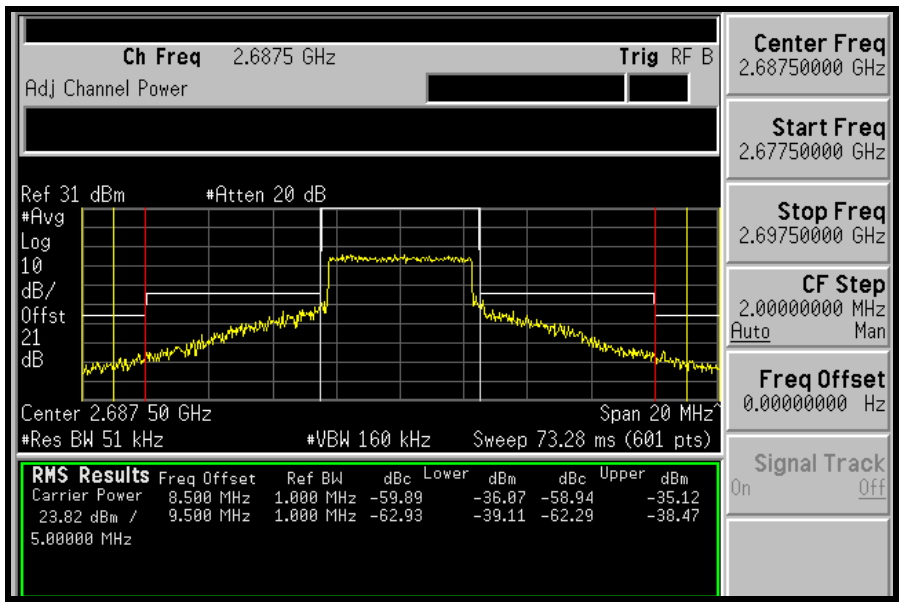 Ch Freq 2.6875 GHz Trig RF B
Adj Channel Power
Ref 31 dBm #Atten 20 dB
#Avg
Log
10
dB/
Offst
21
dB
Center 2.687 50 GHz Span 20 MHz^
#Res BW 51 kHz #VBW 160 kHz Sweep 73.28 ms (601 pts)
RMS Results Freq Offset Ref BW dBc Lower dBm dBc Upper dBm
Carrier Power 8.500 MHz 1.000 MHz -59.89 -36.07 -58.94 -35.12
23.82 dBm / 9.500 MHz 1.000 MHz -62.93 -39.11 -62.29 -38.47
5.00000 MHz
Center Freq
2.68750000 GHz
Start Freq
2.67750000 GHz
Stop Freq
2.69750000 GHz
CF Step
2.00000000 MHz
Auto Man
Freq Offset
0.00000000 Hz
Signal Track
On Off